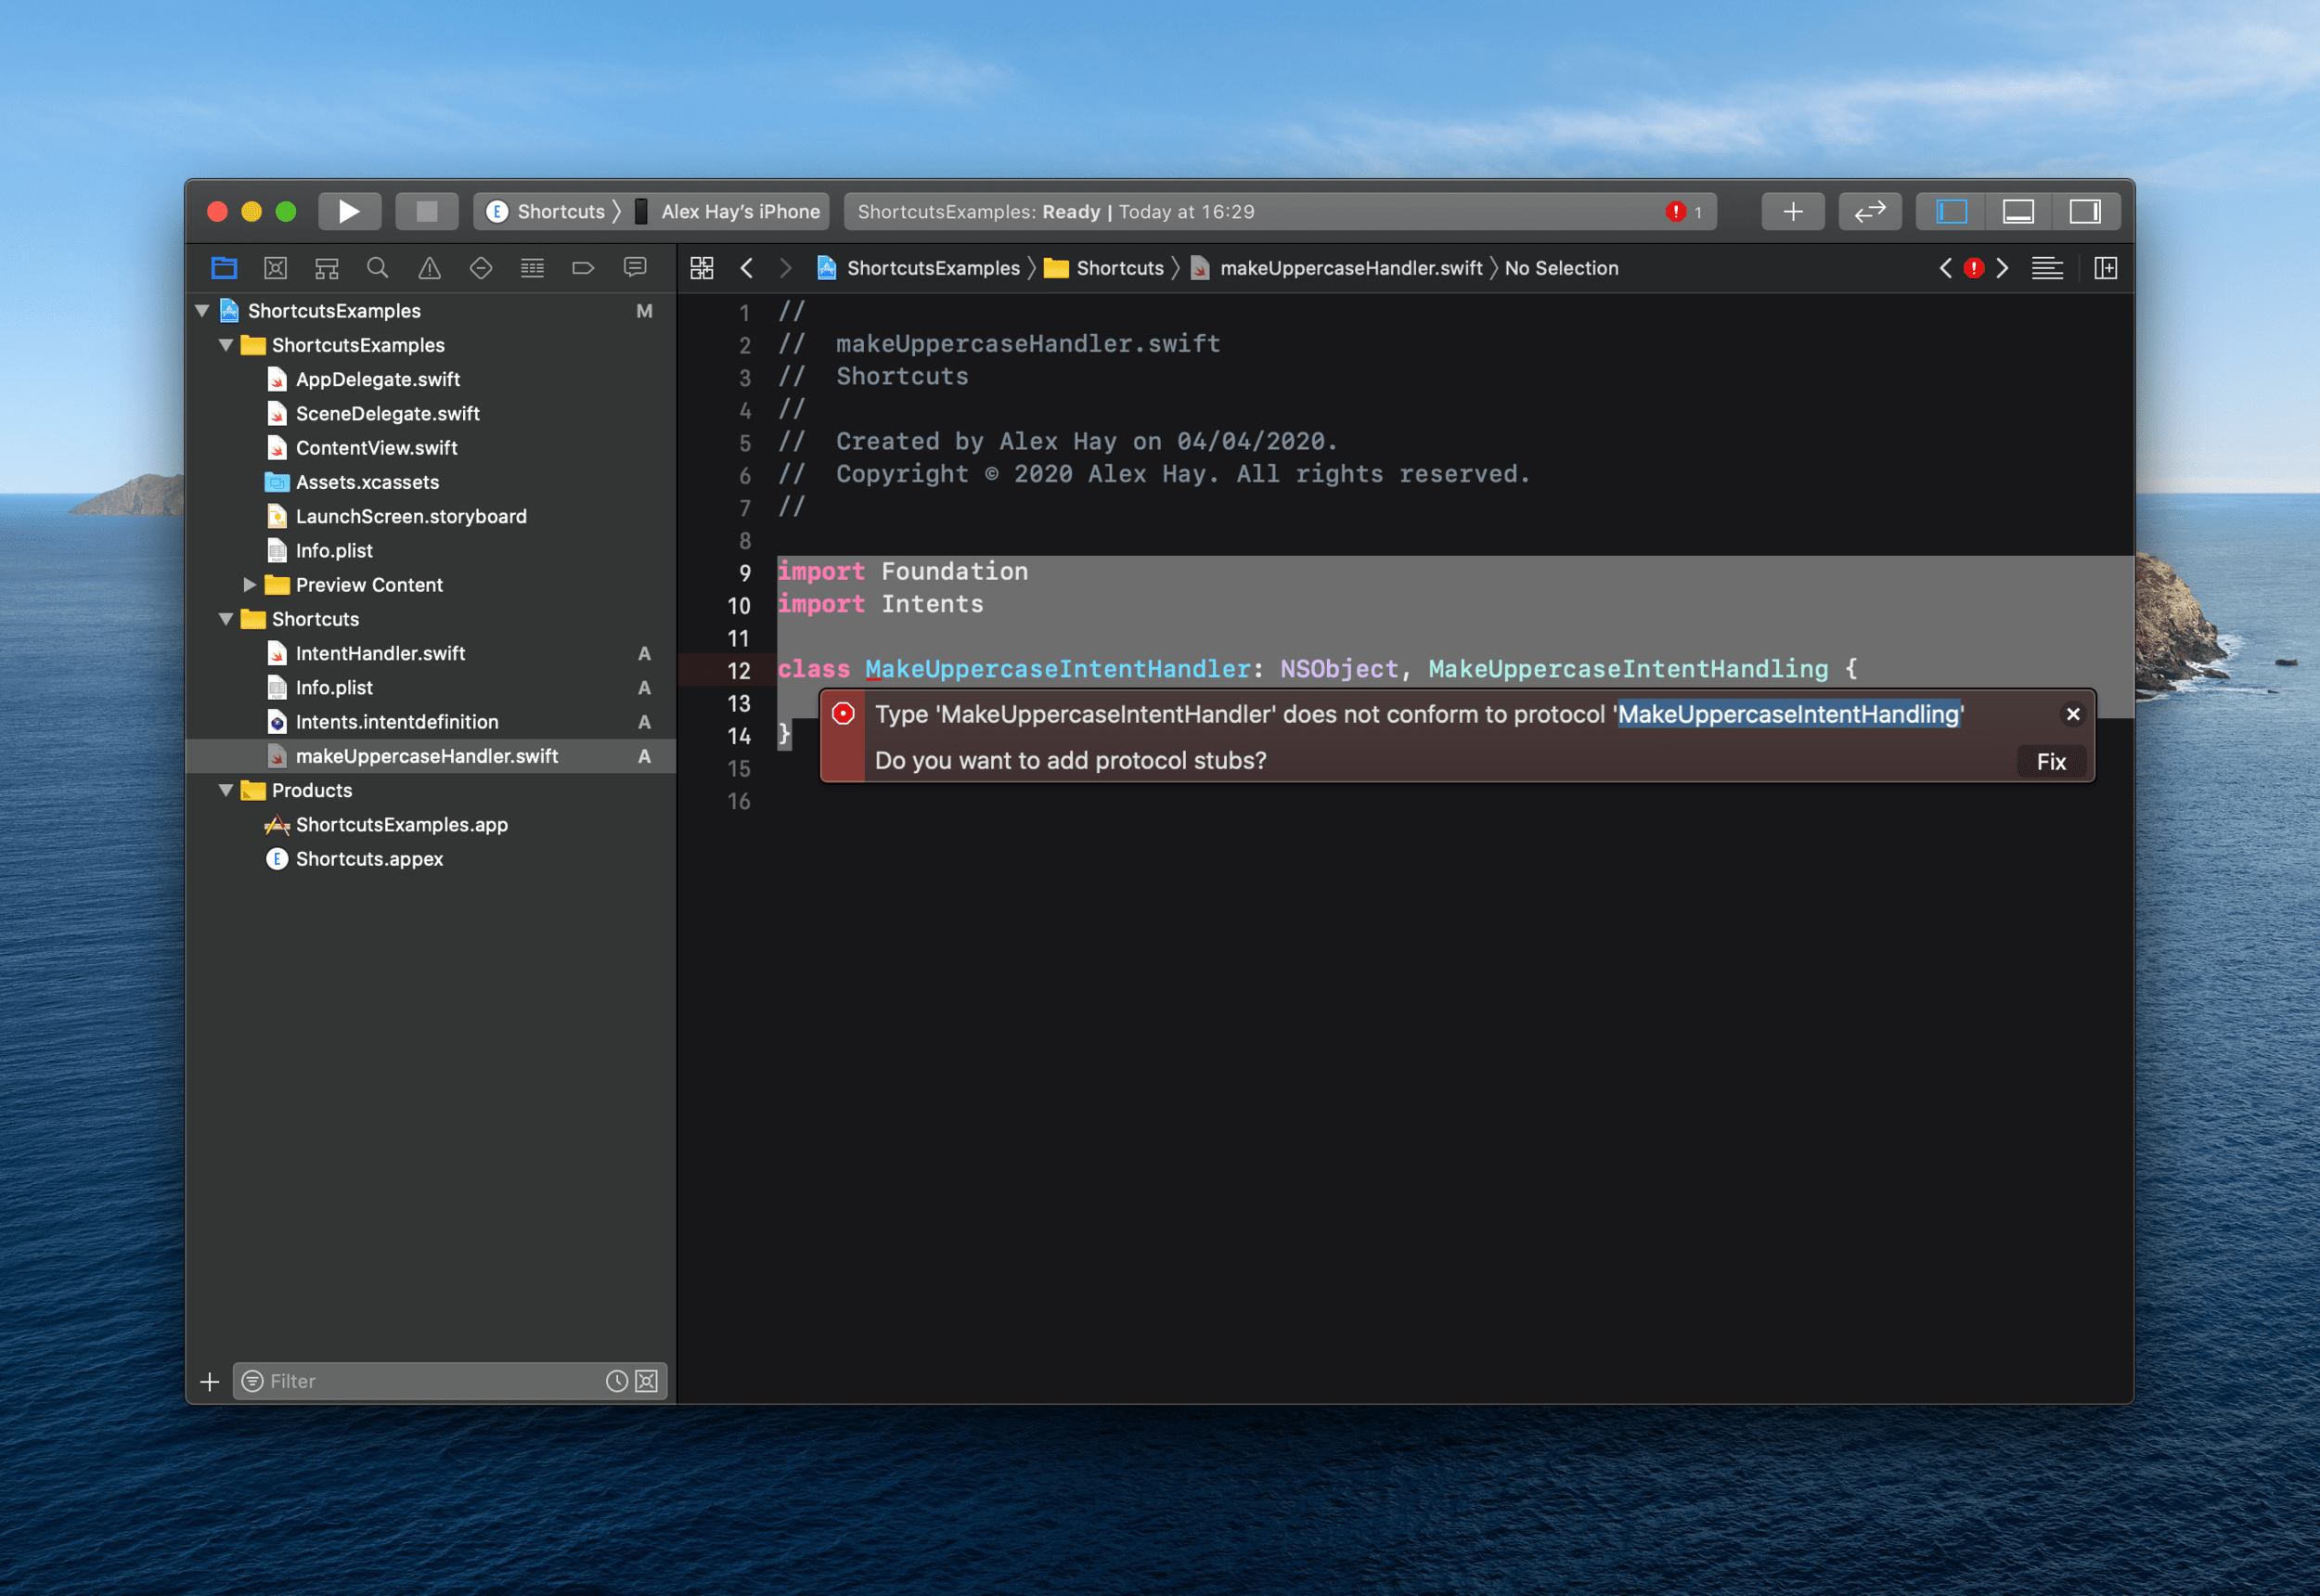 Shortcuts 〉 Alex Hay's iPhone
ShortcutsExamples: Ready | Today at 16:29
1
ShortcutsExamples 〉 Shortcuts 〉 makeUppercaseHandler.swift 〉 No Selection
ShortcutsExamples M
ShortcutsExamples
AppDelegate.swift
SceneDelegate.swift
ContentView.swift
Assets.xcassets
LaunchScreen.storyboard
Info.plist
Preview Content
Shortcuts
IntentHandler.swift A
Info.plist A
Intents.intentdefinition A
makeUppercaseHandler.swift A
Products
ShortcutsExamples.app
E Shortcuts.appex
Filter
1 //
2 // makeUppercaseHandler.swift
3 // Shortcuts
4 //
5 // Created by Alex Hay on 04/04/2020.
6 // Copyright © 2020 Alex Hay. All rights reserved.
7 //
8
9 import Foundation
10 import Intents
11
12 class MakeUppercaseIntentHandler: NSObject, MakeUppercaseIntentHandling {
13
14 }
15
16
Type 'MakeUppercaseIntentHandler' does not conform to protocol 'MakeUppercaseIntentHandling'
Do you want to add protocol stubs?
Fix